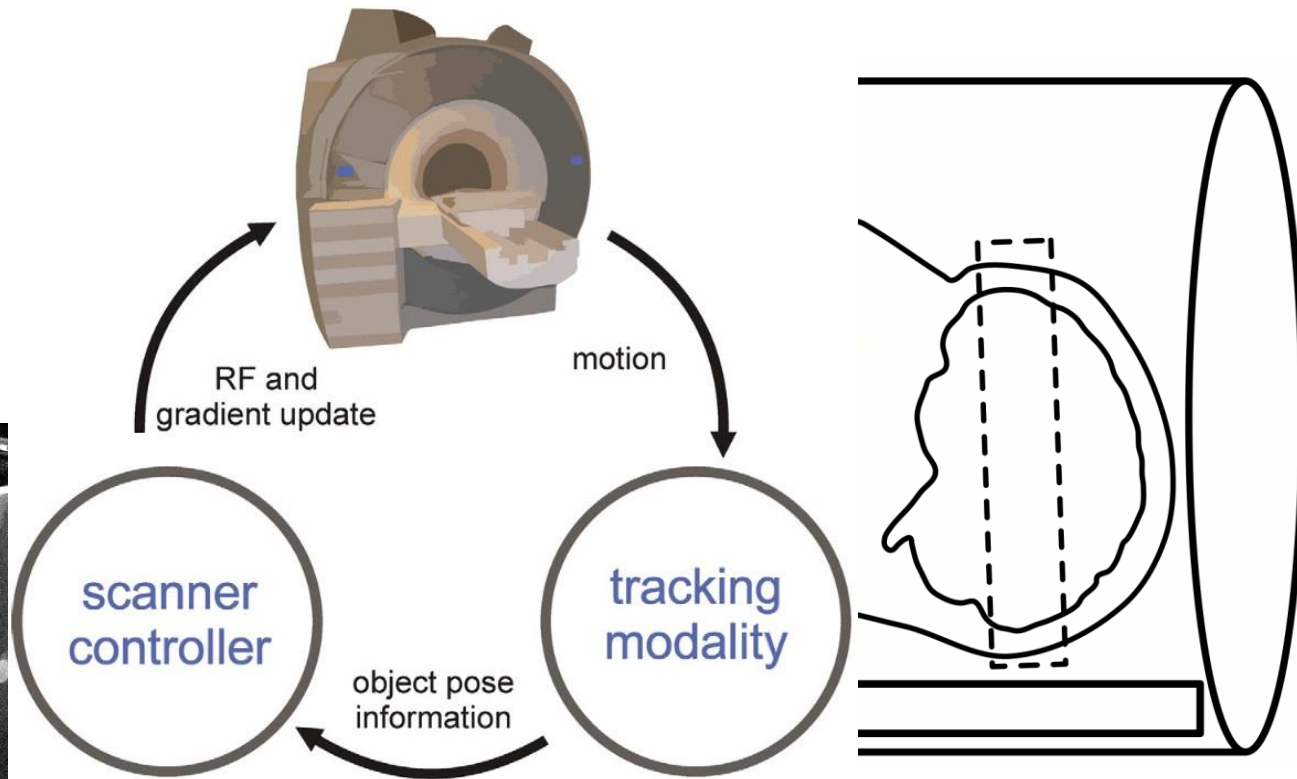 motion
RF and
gradient update
scanner
controller
tracking
modality
object pose
information